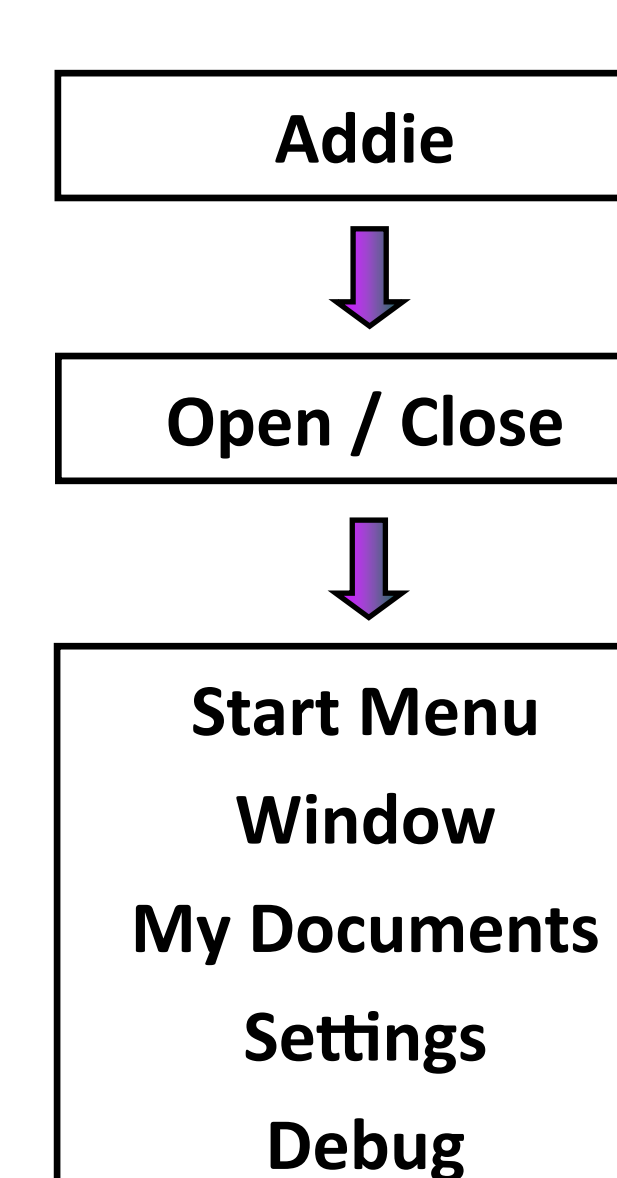 Addie
Open / Close
Start Menu
Window
My Documents
Settings
Debug